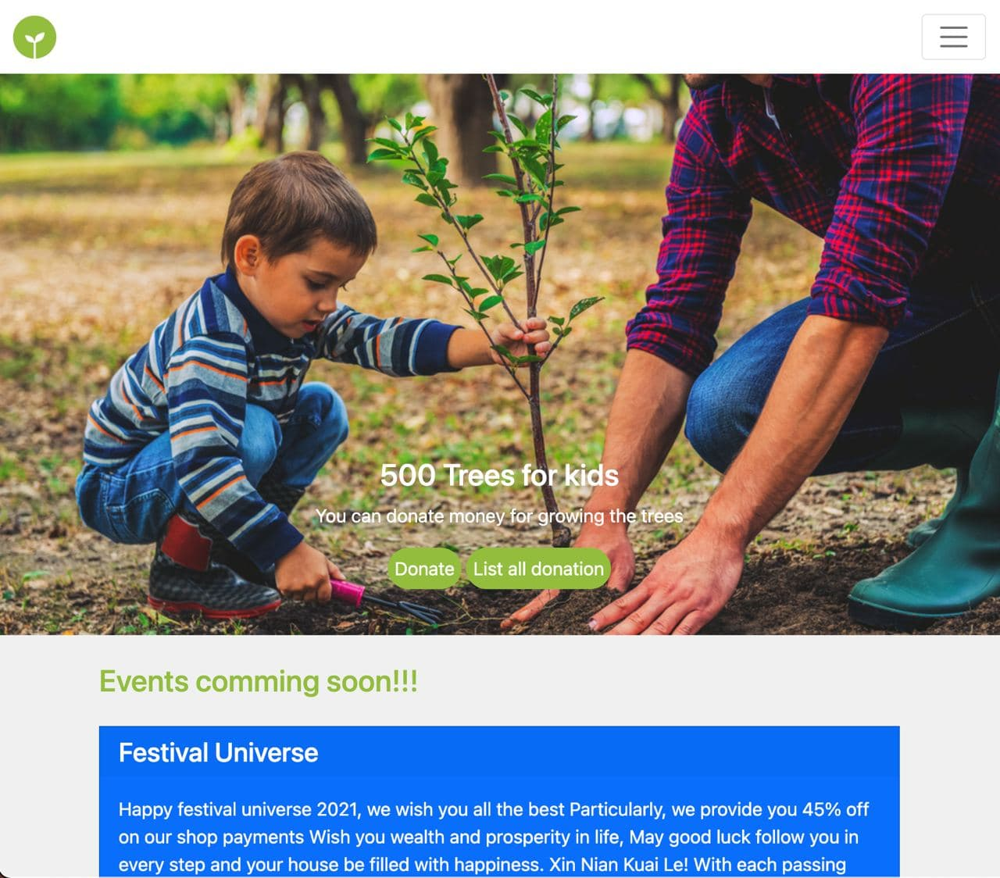 500 Trees for kids
You can donate money for growing the trees
Donate
List all donation
Events comming soon!!!
Festival Universe
Happy festival universe 2021, we wish you all the best Particularly, we provide you 45% off
on our shop payments Wish you wealth and prosperity in life, May good luck follow you in
every step and your house be filled with happiness. Xin Nian Kuai Le! With each passing